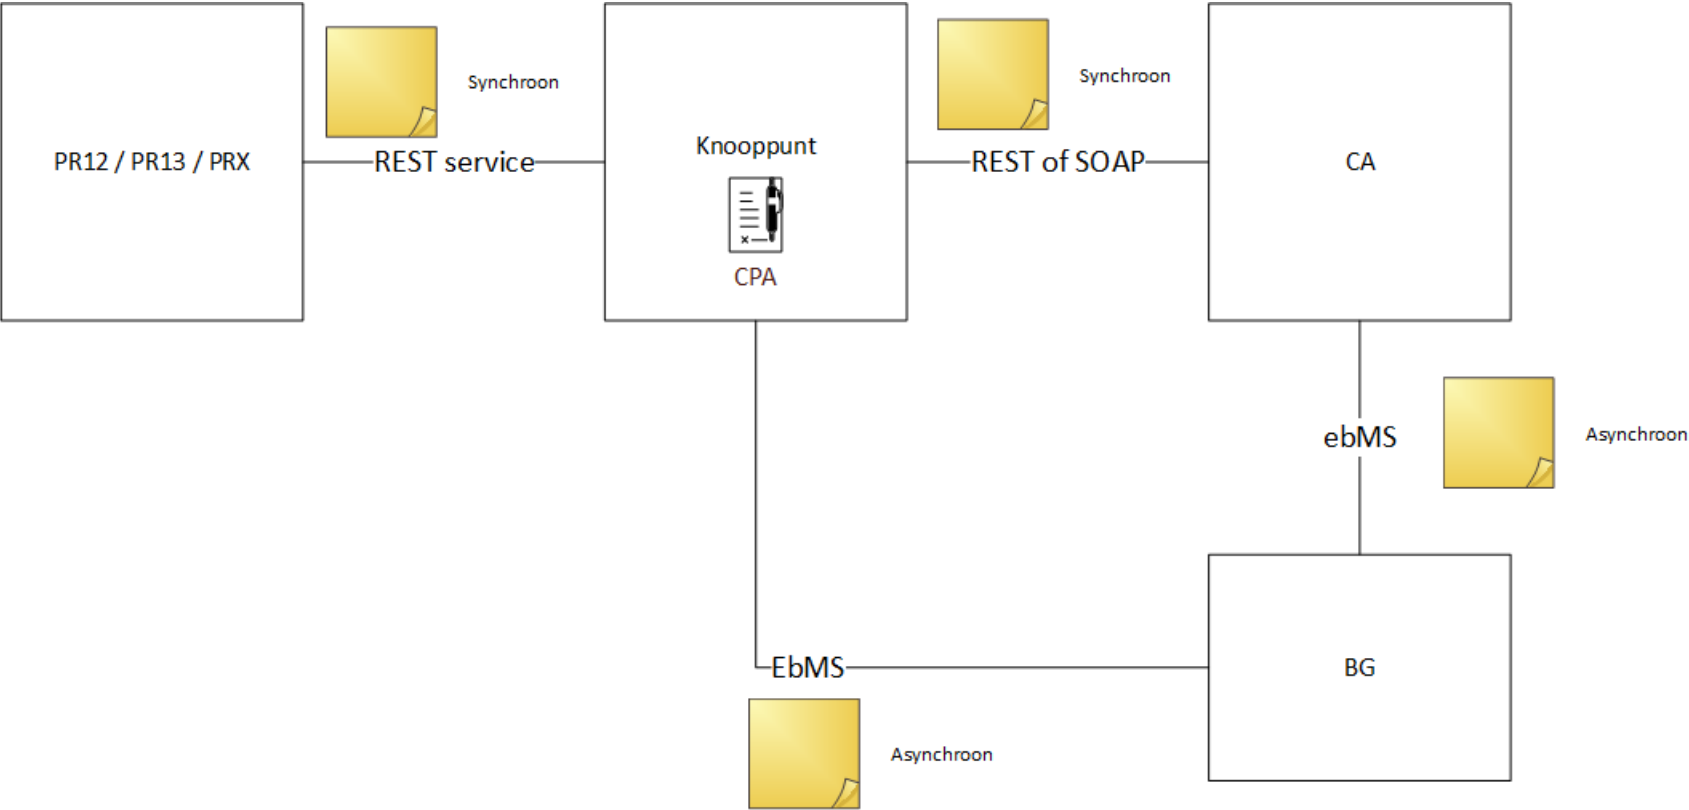 Synchroon
Synchroon
PR12 / PR13 / PRX
REST service
Knooppunt
REST of SOAP
CA
CPA
ebMS
Asynchroon
EbMS
BG
Asynchroon